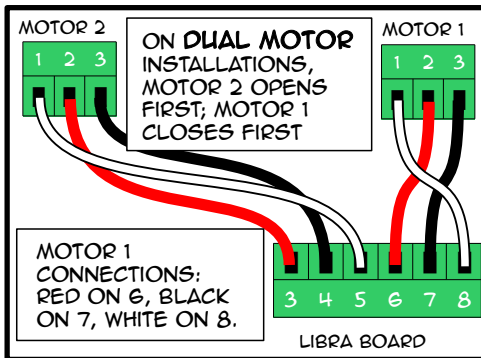 MOTOR 2
1 2 3
ON DUAL MOTOR
INSTALLATIONS,
MOTOR 2 OPENS
FIRST; MOTOR 1
CLOSES FIRST
MOTOR 1
1 2 3
MOTOR 1
CONNECTIONS:
RED ON 6, BLACK
ON 7, WHITE ON 8.
3 4 5 6 7 8
LIBRA BOARD